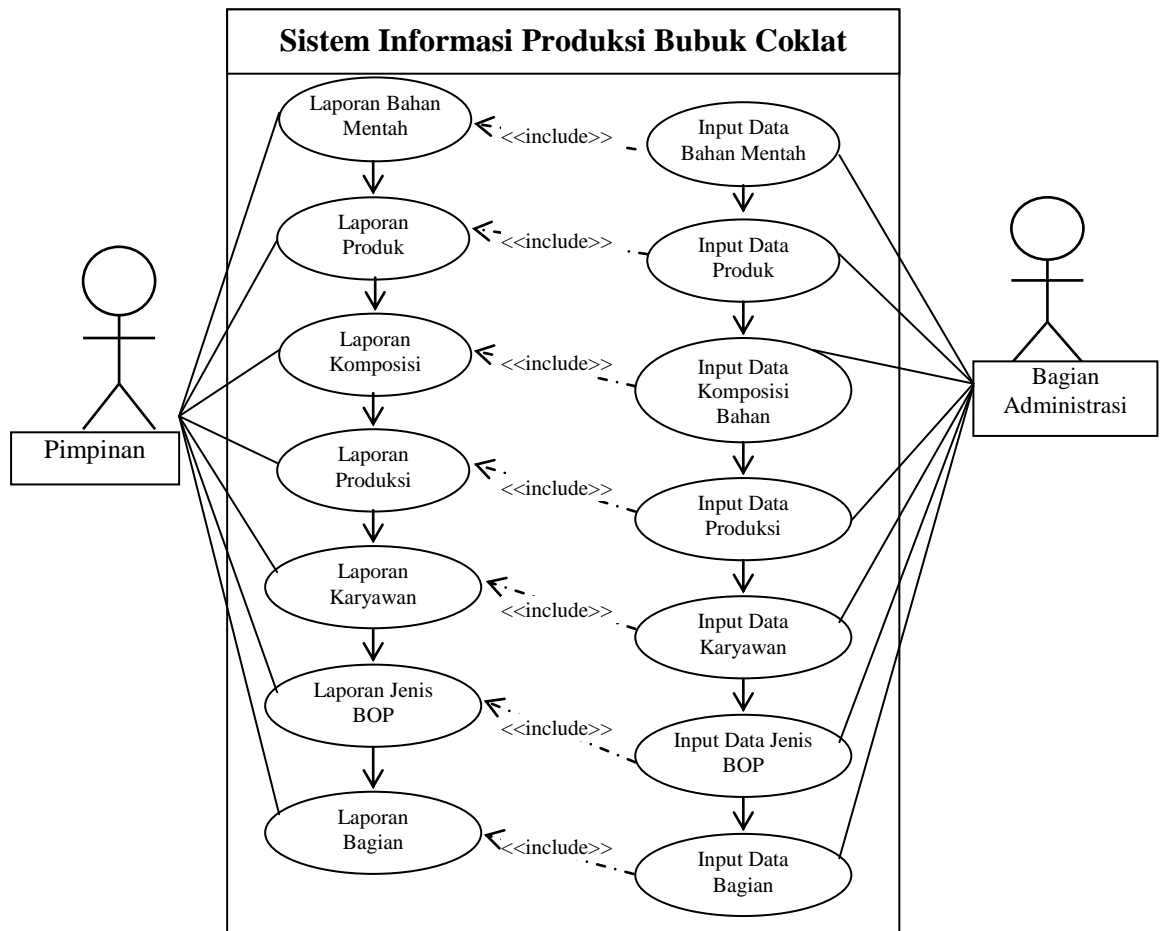 Sistem Informasi Produksi Bubuk Coklat
Laporan Bahan
Mentah
<<include>>
Input Data
Bahan Mentah
Laporan
Produk
<<include>>
Input Data
Produk
Laporan
Komposisi
<<include>>
Input Data
Komposisi
Bahan
Bagian
Administrasi
Pimpinan
Laporan
Produksi
<<include>>
Input Data
Produksi
Laporan
Karyawan
<<include>>
Input Data
Karyawan
Laporan Jenis
BOP
<<include>>
Input Data Jenis
BOP
Laporan
Bagian
<<include>>
Input Data
Bagian